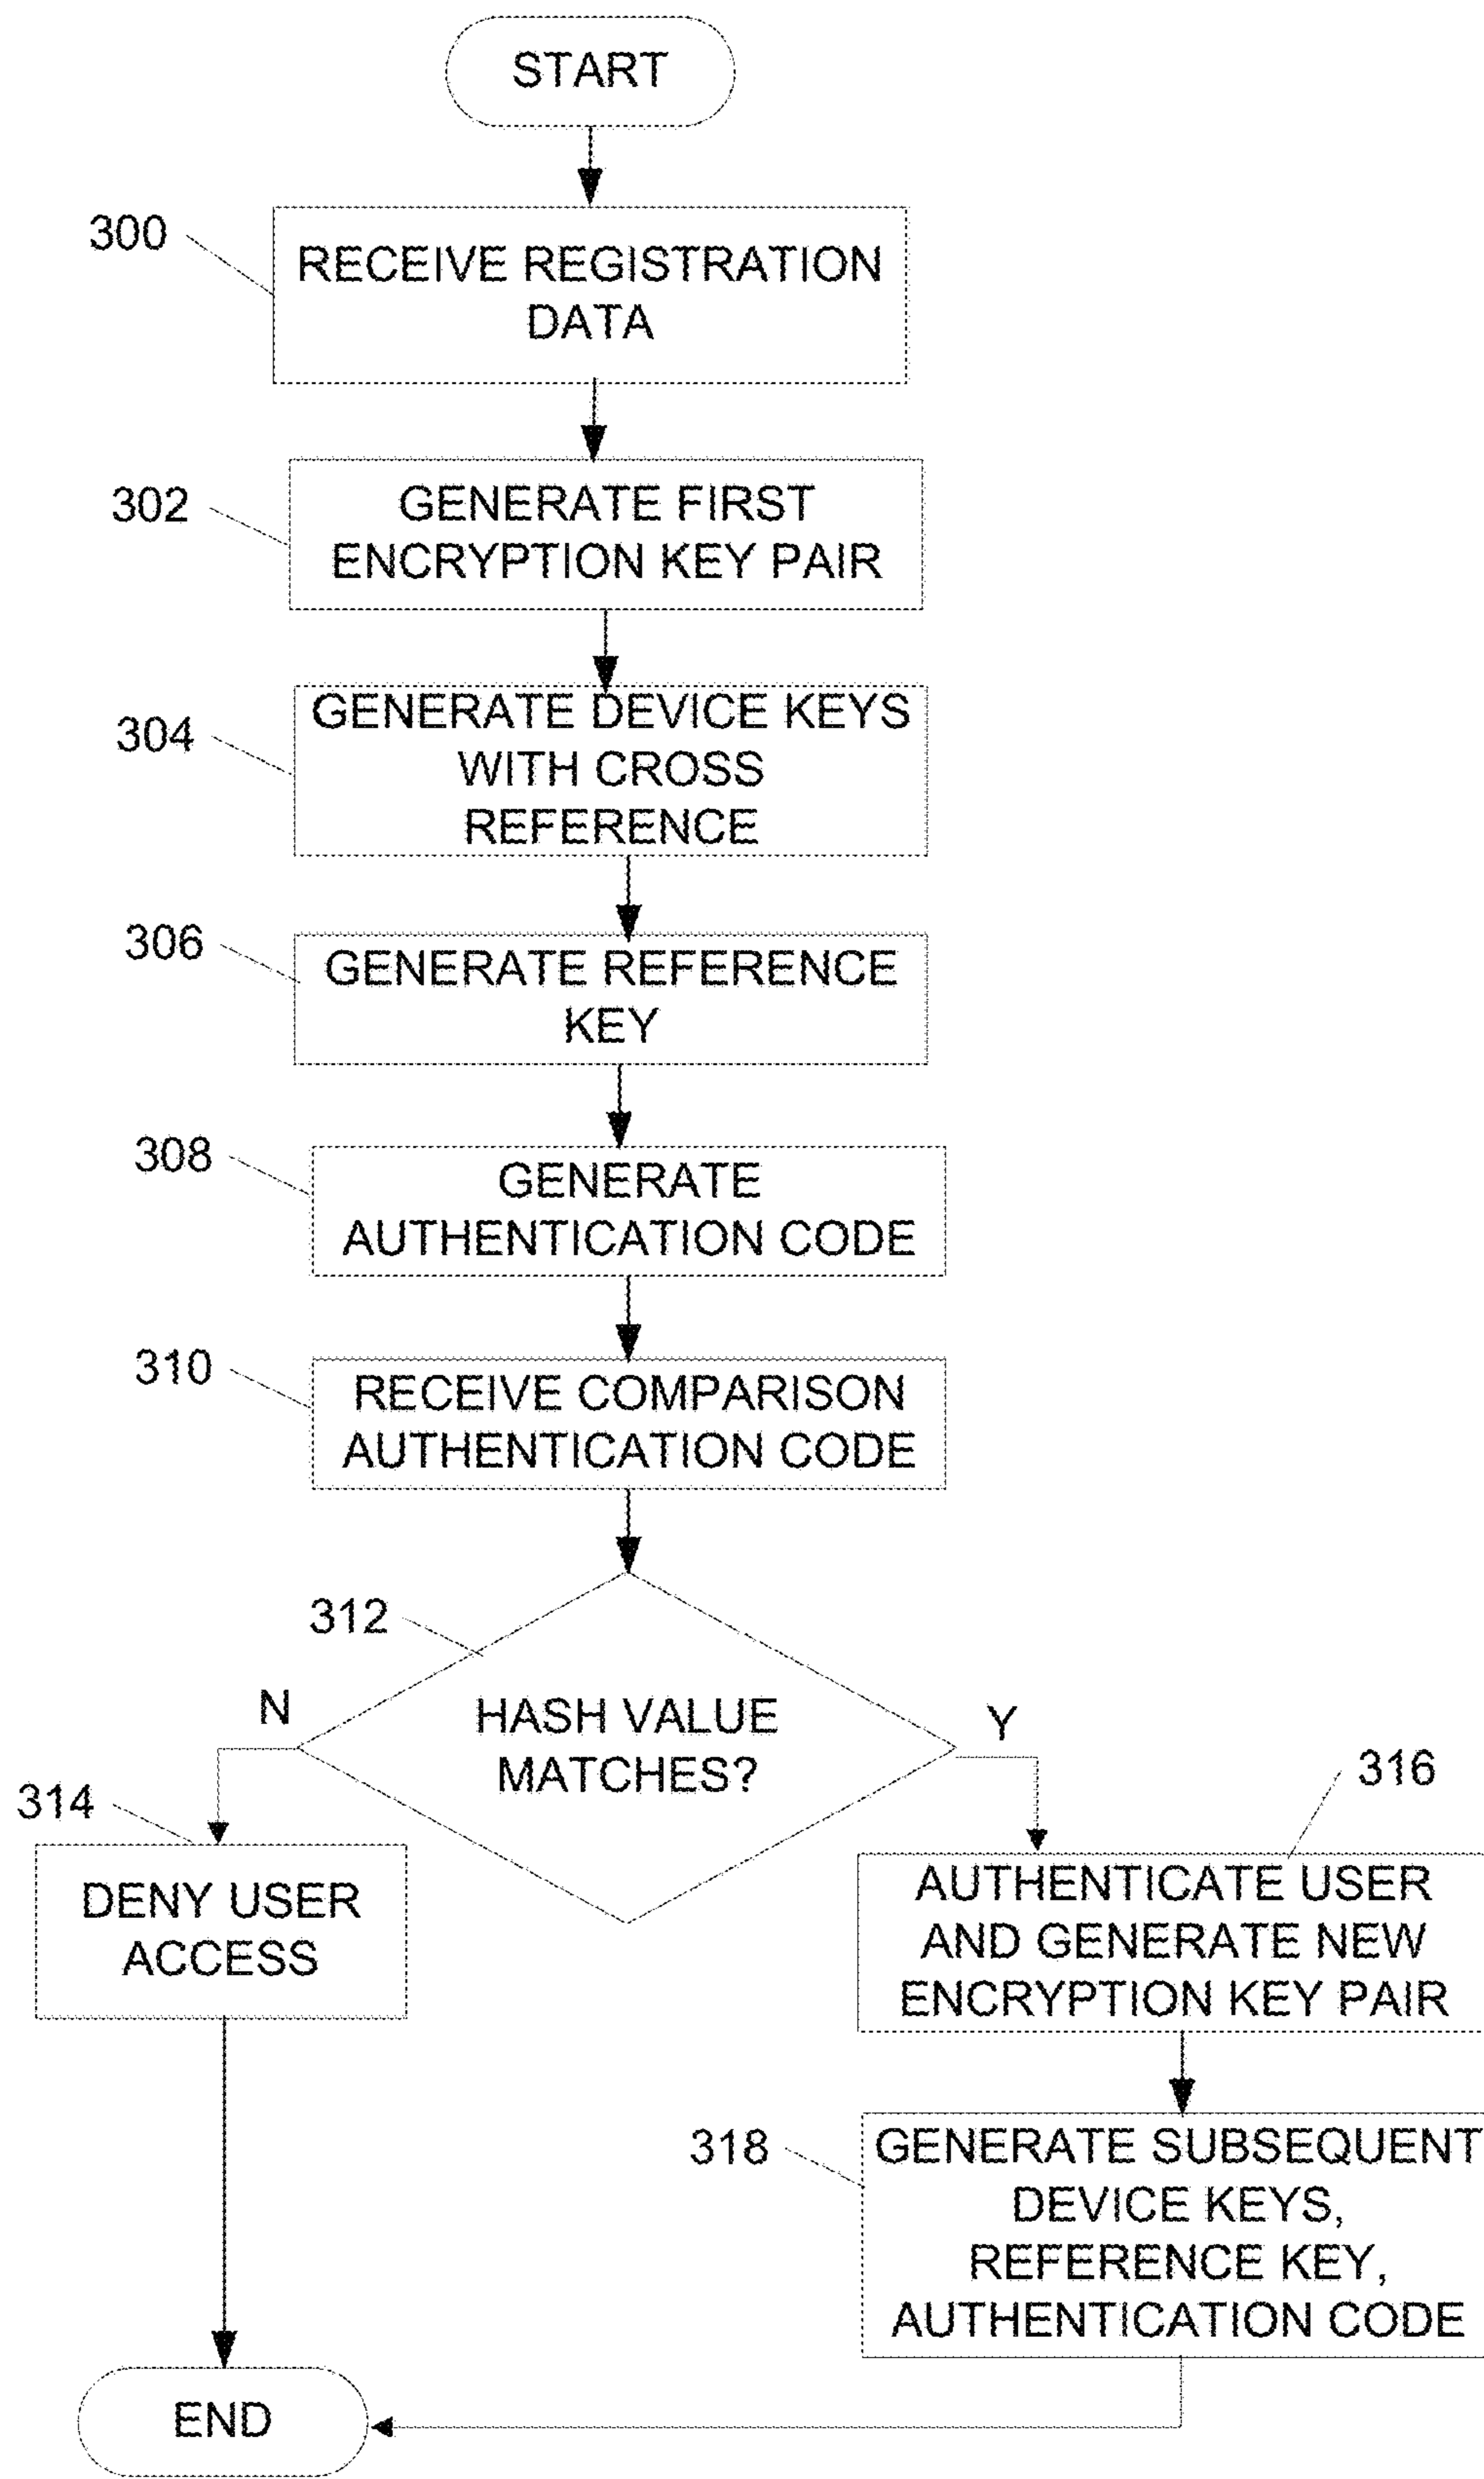 START
300
RECEIVE REGISTRATION
DATA
302
GENERATE FIRST
ENCRYPTION KEY PAIR
304
GENERATE DEVICE KEYS
WITH CROSS
REFERENCE
306
GENERATE REFERENCE
KEY
308
GENERATE
AUTHENTICATION CODE
310
RECEIVE COMPARISON
AUTHENTICATION CODE
312
HASH VALUE
MATCHES?
N
Y
314
DENY USER
ACCESS
316
AUTHENTICATE USER
AND GENERATE NEW
ENCRYPTION KEY PAIR
318
GENERATE SUBSEQUENT
DEVICE KEYS,
REFERENCE KEY,
AUTHENTICATION CODE
END